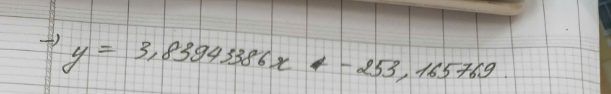 → y = 3,83943386x + -253,165769.